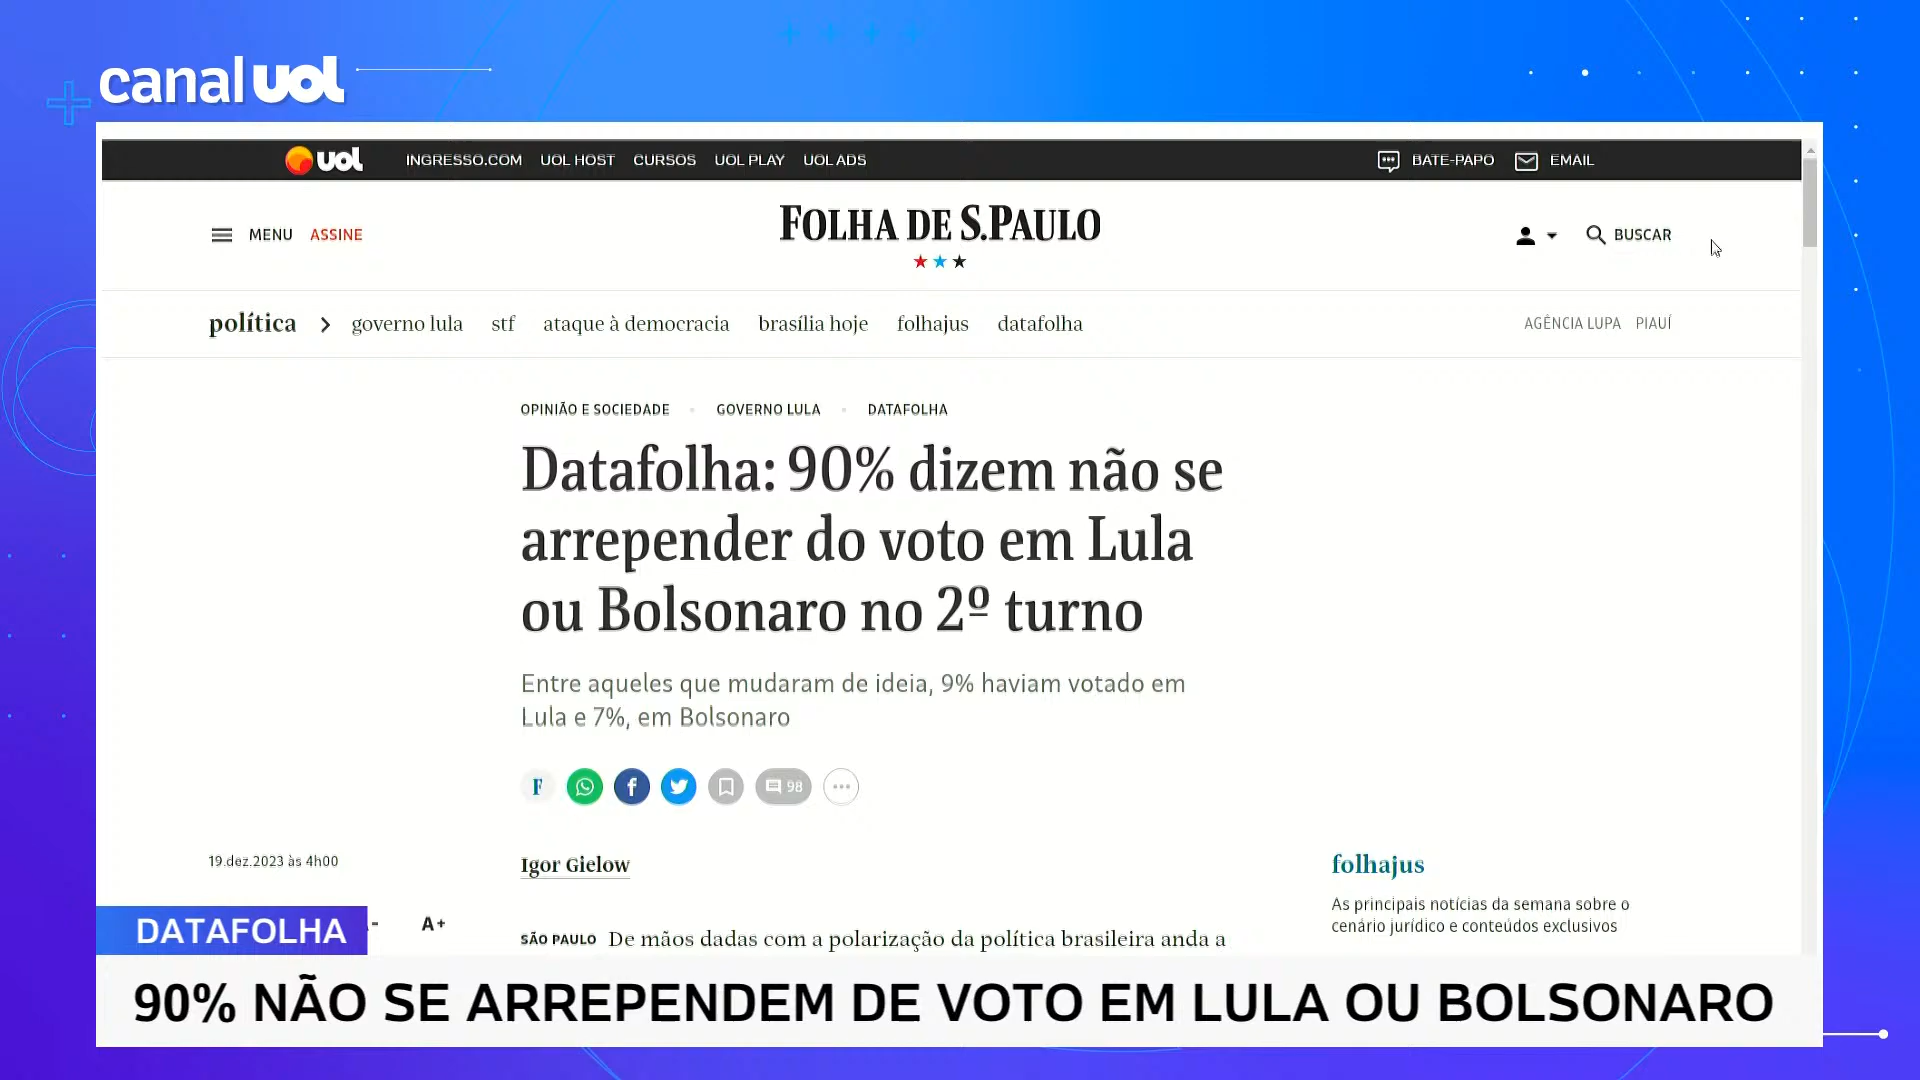 canal uol
uol INGRESSO.COM UOL HOST CURSOS UOL PLAY UOL ADS BATE-PAPO EMAIL
MENU ASSINE FOLHA DE S.PAULO BUSCAR
política governo lula stf ataque à democracia brasília hoje folhajus datafolha AGÊNCIA LUPA PIAUÍ
OPINIÃO E SOCIEDADE GOVERNO LULA DATAFOLHA
Datafolha: 90% dizem não se
arrepender do voto em Lula
ou Bolsonaro no 2º turno
Entre aqueles que mudaram de ideia, 9% haviam votado em
Lula e 7%, em Bolsonaro
F f 98
19.dez.2023 às 4h00 Igor Gielow folhajus
As principais notícias da semana sobre o
cenário jurídico e conteúdos exclusivos
DATAFOLHA - A+
SÃO PAULO De mãos dadas com a polarização da política brasileira anda a
90% NÃO SE ARREPENDEM DE VOTO EM LULA OU BOLSONARO